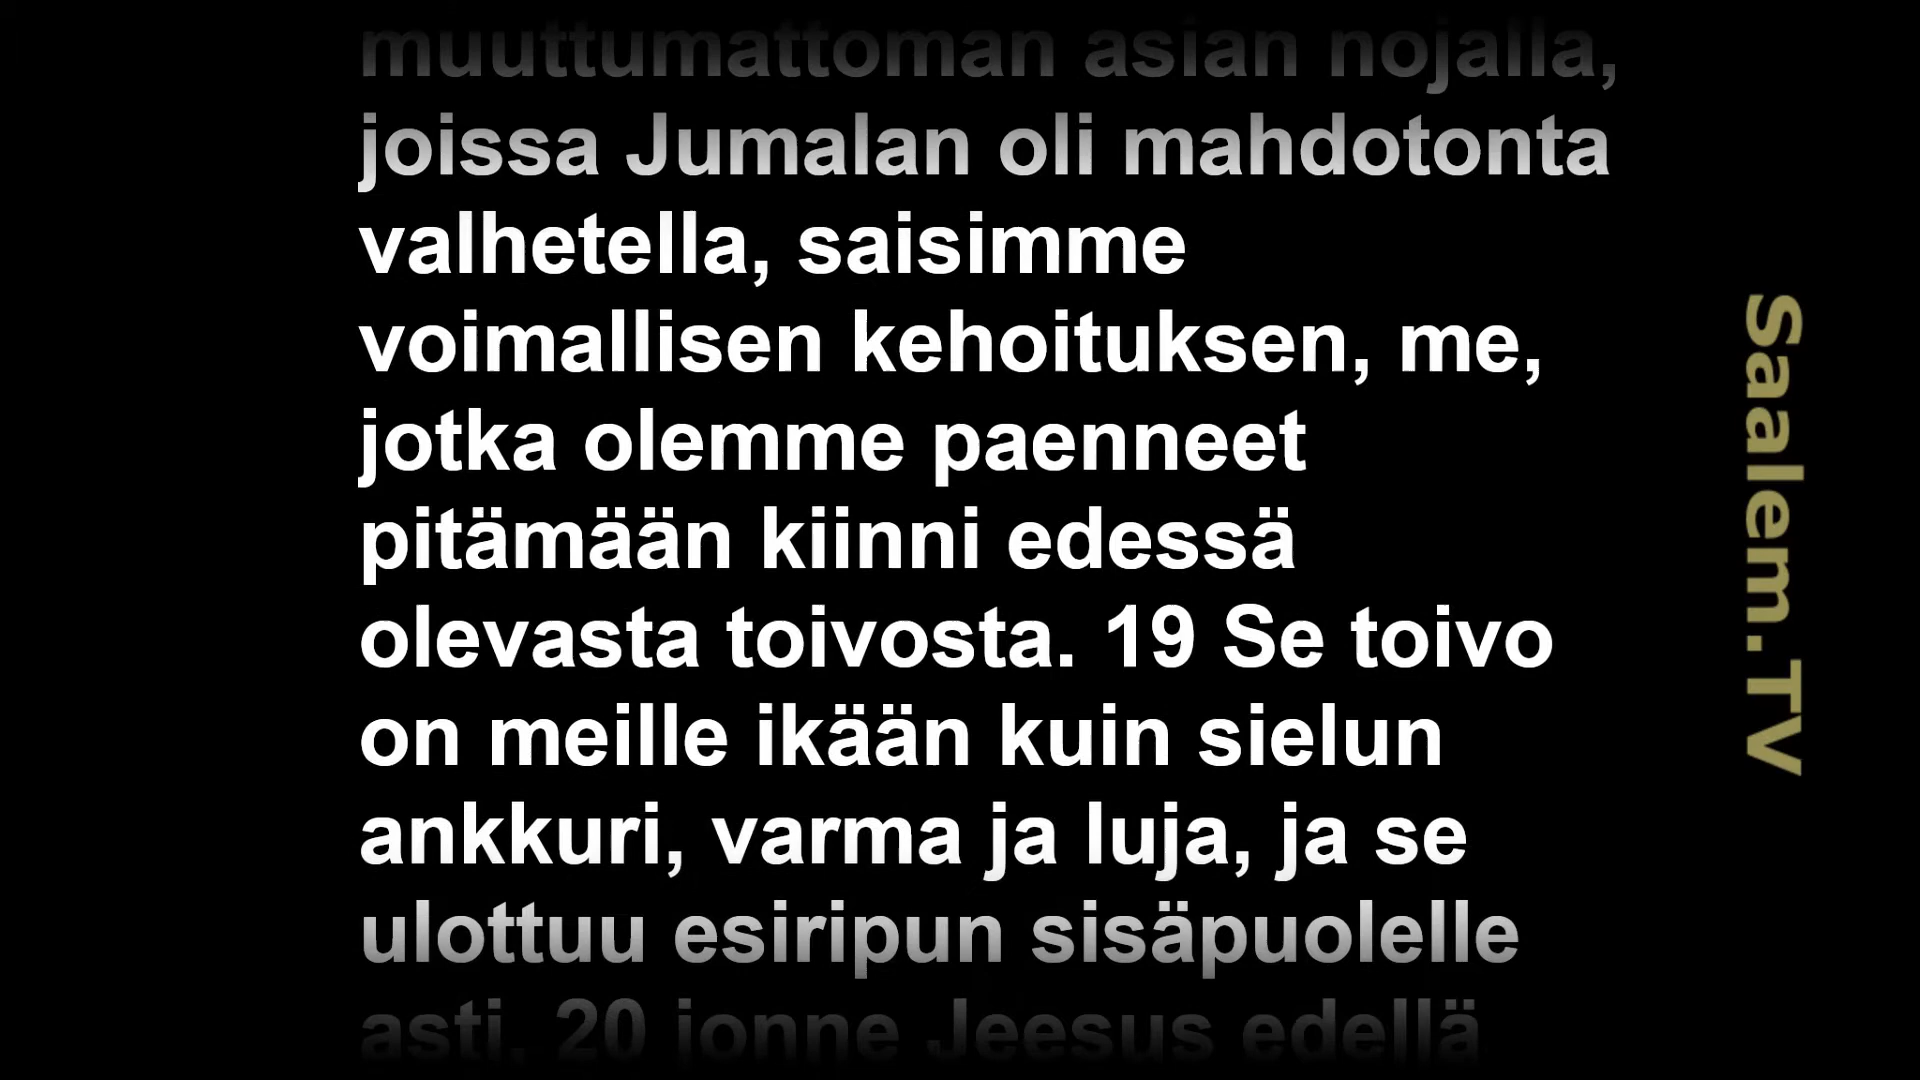 muuttumattoman asian nojalla,
joissa Jumalan oli mahdotonta
valhetella, saisimme
voimallisen kehoituksen, me,
jotka olemme paenneet
pitämään kiinni edessä
olevasta toivosta. 19 Se toivo
on meille ikään kuin sielun
ankkuri, varma ja luja, ja se
ulottuu esiripun sisäpuolelle
asti, 20 jonne Jeesus edellä
Saalem.TV